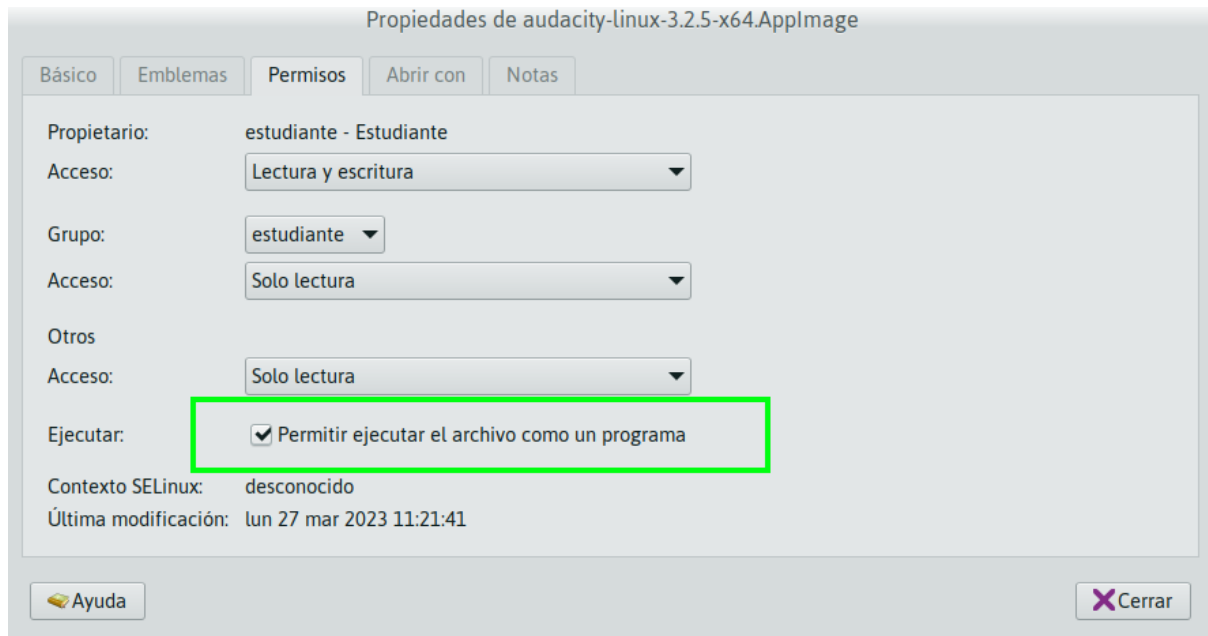 Propiedades de audacity-linux-3.2.5-x64.AppImage
Básico Emblemas Permisos Abrir con Notas
Propietario: estudiante - Estudiante
Acceso: Lectura y escritura
Grupo: estudiante
Acceso: Solo lectura
Otros
Acceso: Solo lectura
Ejecutar: Permitir ejecutar el archivo como un programa
Contexto SELinux: desconocido
Última modificación: lun 27 mar 2023 11:21:41
Ayuda Cerrar